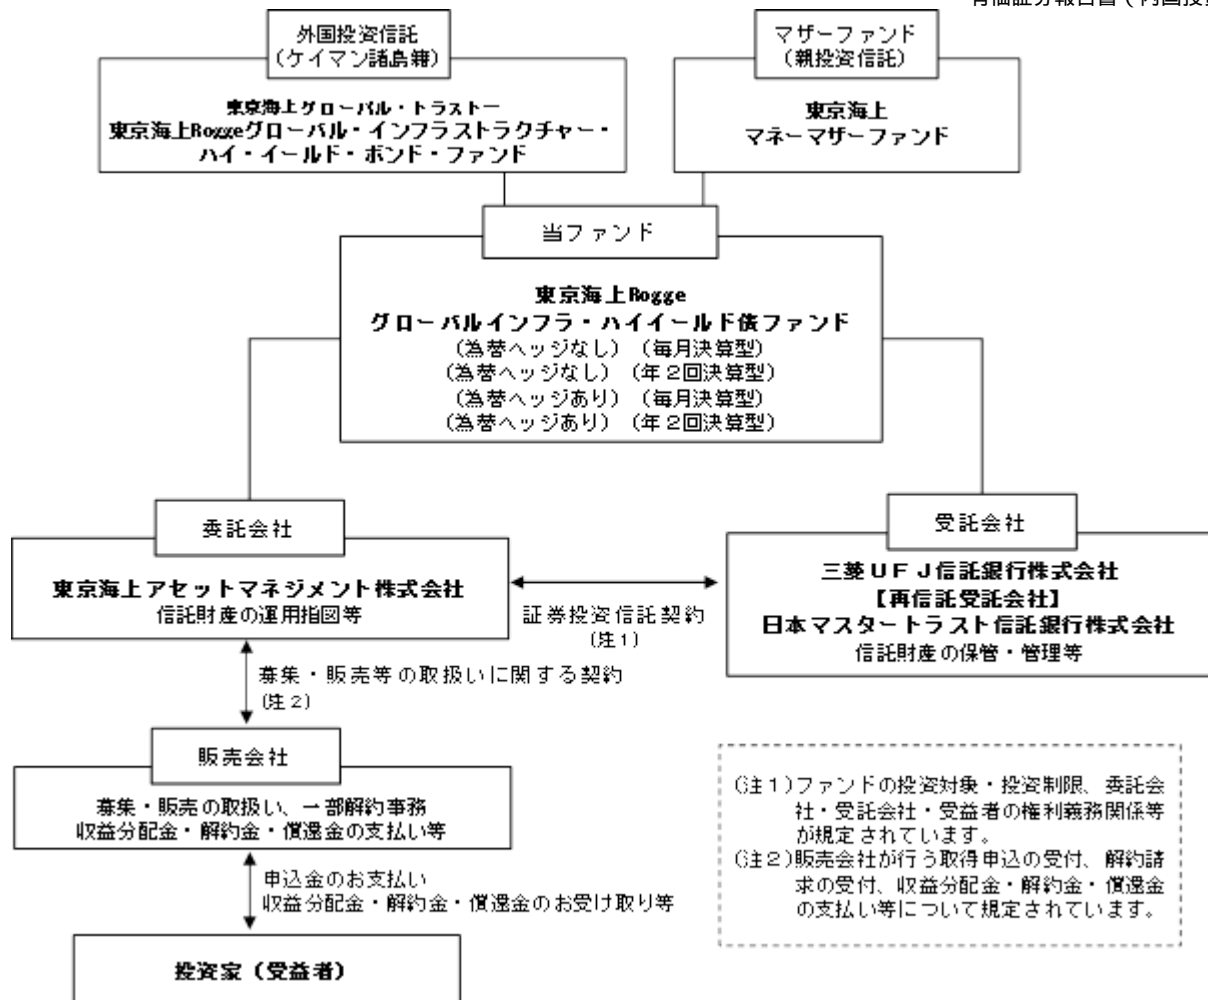 外国投資信託
(ケイマン諸島籍)
東京海上グローバル・トラストー
東京海上Roggeグローバル・インフラストラクチャー・
ハイ・イールド・ボンド・ファンド
マザーファンド
(親投資信託)
東京海上
マネーマザーファンド
当ファンド
東京海上Rogge
グローバルインフラ・ハイイールド債ファンド
(為替ヘッジなし) (毎月決算型)
(為替ヘッジなし) (年2回決算型)
(為替ヘッジあり) (毎月決算型)
(為替ヘッジあり) (年2回決算型)
委託会社
東京海上アセットマネジメント株式会社
信託財産の運用指図等
証券投資信託契約
(注1)
受託会社
三菱UFJ信託銀行株式会社
【再信託受託会社】
日本マスタートラスト信託銀行株式会社
信託財産の保管・管理等
募集・販売等の取扱いに関する契約
(注2)
販売会社
募集・販売の取扱い、一部解約事務
収益分配金・解約金・償還金の支払い等
申込金のお支払い
収益分配金・解約金・償還金のお受け取り等
投資家(受益者)
(注1)ファンドの投資対象・投資制限、委託会
社・受託会社・受益者の権利義務関係等
が規定されています。
(注2)販売会社が行う取得申込の受付、解約請
求の受付、収益分配金・解約金・償還金
の支払い等について規定されています。